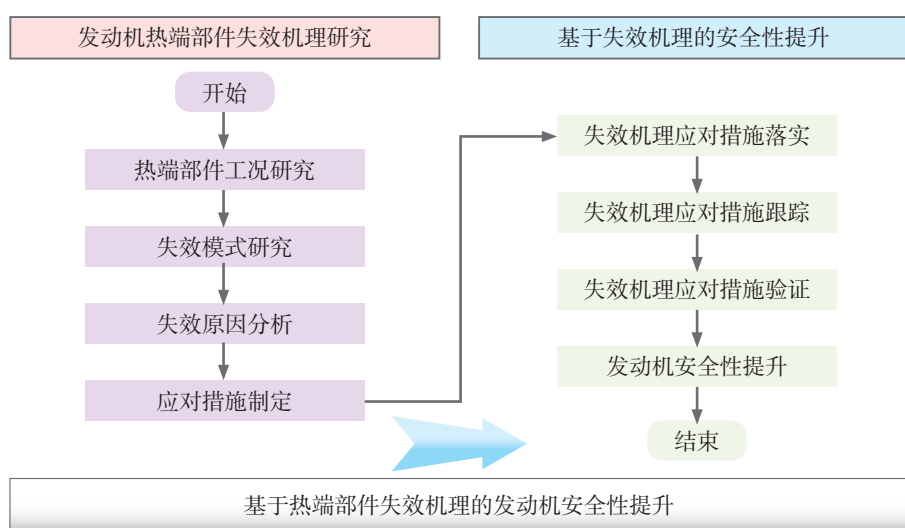 发动机热端部件失效机理研究
基于失效机理的安全性提升
开始
热端部件工况研究
失效模式研究
失效原因分析
应对措施制定
失效机理应对措施落实
失效机理应对措施跟踪
失效机理应对措施验证
发动机安全性提升
结束
基于热端部件失效机理的发动机安全性提升